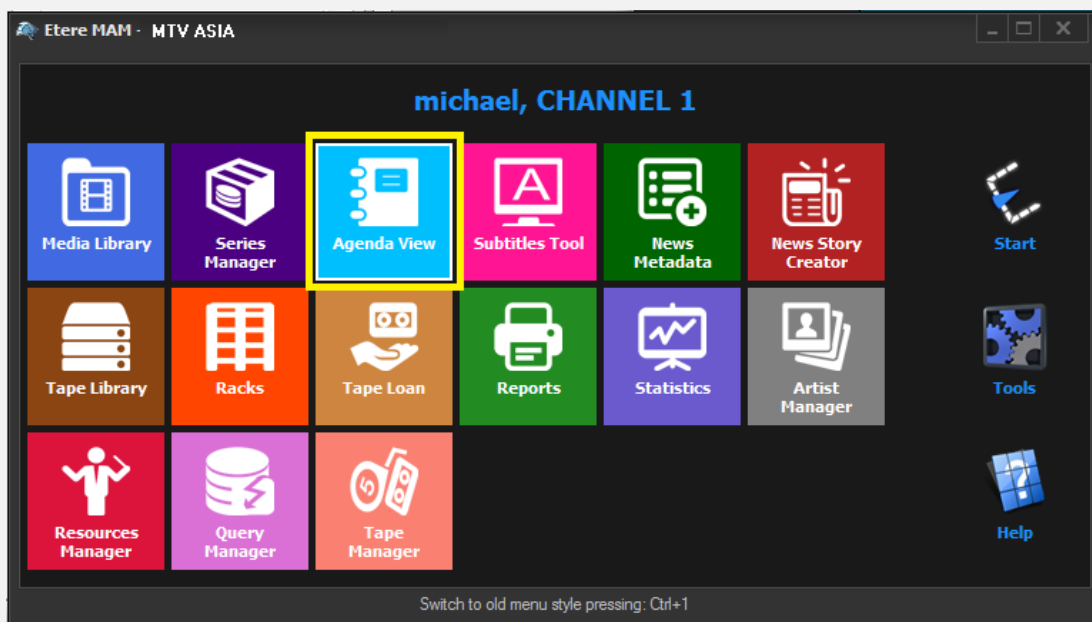 Etere MAM - MTV ASIA
michael, CHANNEL 1
Media Library
Series
Manager
Agenda View
A
Subtitles Tool
News
Metadata
News Story
Creator
Start
Tape Library
Racks
Tape Loan
Reports
Statistics
Artist
Manager
Tools
Resources
Manager
Query
Manager
5
Tape
Manager
?
Help
Switch to old menu style pressing: Ctrl+1